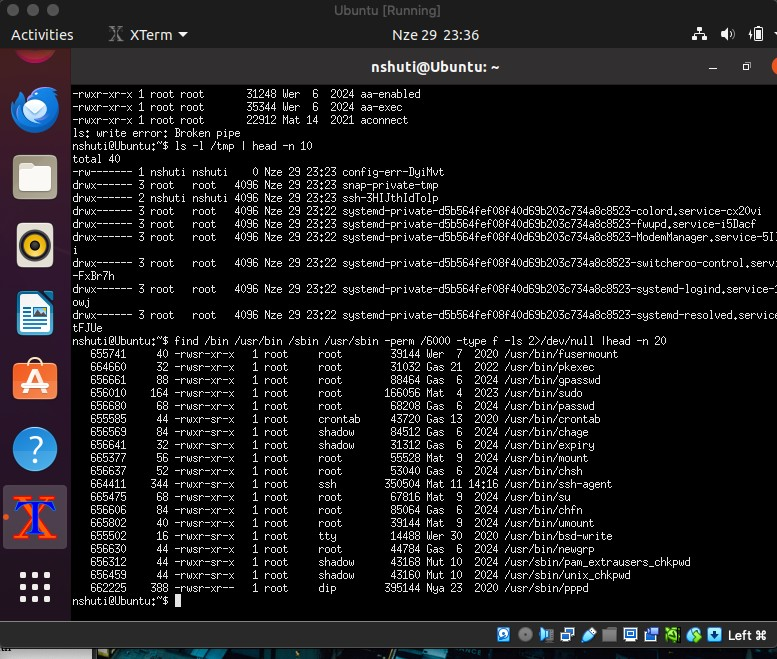 Ubuntu [Running]
Activities
XTerm
Nze 29 23:36
nshuti@Ubuntu: ~
-rwxr-xr-x 1 root root 31248 Wer 6 2024 aa-enabled
-rwxr-xr-x 1 root root 35344 Wer 6 2024 aa-exec
-rwxr-xr-x 1 root root 22912 Mat 14 2021 aconnect
ls: write error: Broken pipe
nshuti@Ubuntu:~$ ls -l /tmp | head -n 10
total 40
-rw------- 1 nshuti nshuti 0 Nze 29 23:23 config-err-DyiMvt
drwx------ 3 root root 4096 Nze 29 23:23 snap-private-tmp
drwx------ 2 nshuti nshuti 4096 Nze 29 23:23 ssh-3HIJthIdTolp
drwx------ 3 root root 4096 Nze 29 23:22 systemd-private-d5b564fef08f40d69b203c734a8c8523-colord.service-cx20vi
drwx------ 3 root root 4096 Nze 29 23:23 systemd-private-d5b564fef08f40d69b203c734a8c8523-fwupd.service-i5Dacf
drwx------ 3 root root 4096 Nze 29 23:22 systemd-private-d5b564fef08f40d69b203c734a8c8523-ModemManager.service-5II
i
drwx------ 3 root root 4096 Nze 29 23:22 systemd-private-d5b564fef08f40d69b203c734a8c8523-switcheroo-control.serv
-FxBr7h
drwx------ 3 root root 4096 Nze 29 23:22 systemd-private-d5b564fef08f40d69b203c734a8c8523-systemd-logind.service-
owj
drwx------ 3 root root 4096 Nze 29 23:22 systemd-private-d5b564fef08f40d69b203c734a8c8523-systemd-resolved.service
tFJUe
nshuti@Ubuntu:~$ find /bin /usr/bin /sbin /usr/sbin -perm /6000 -type f -ls 2>/dev/null |head -n 20
655741 40 -rwsr-xr-x 1 root root 39144 Wer 7 2020 /usr/bin/fusermount
664660 32 -rwsr-xr-x 1 root root 31032 Gas 21 2022 /usr/bin/pkexec
656661 88 -rwsr-xr-x 1 root root 88464 Gas 6 2024 /usr/bin/gpasswd
656010 164 -rwsr-xr-x 1 root root 166056 Mat 4 2023 /usr/bin/sudo
656680 68 -rwsr-xr-x 1 root root 68208 Gas 6 2024 /usr/bin/passwd
655585 44 -rwxr-sr-x 1 root crontab 43720 Gas 13 2020 /usr/bin/crontab
656569 84 -rwxr-sr-x 1 root shadow 84512 Gas 6 2024 /usr/bin/chage
656641 32 -rwxr-sr-x 1 root shadow 31312 Gas 6 2024 /usr/bin/expiry
665377 56 -rwsr-xr-x 1 root root 55528 Mat 9 2024 /usr/bin/mount
656637 52 -rwsr-xr-x 1 root root 53040 Gas 6 2024 /usr/bin/chsh
664411 344 -rwxr-sr-x 1 root ssh 350504 Mat 11 14:16 /usr/bin/ssh-agent
665475 68 -rwsr-xr-x 1 root root 67816 Mat 9 2024 /usr/bin/su
656606 84 -rwsr-xr-x 1 root root 85064 Gas 6 2024 /usr/bin/chfn
665802 40 -rwsr-xr-x 1 root root 39144 Mat 9 2024 /usr/bin/umount
655502 16 -rwxr-sr-x 1 root tty 14488 Wer 30 2020 /usr/bin/bsd-write
656630 44 -rwsr-xr-x 1 root root 44784 Gas 6 2024 /usr/bin/newgrp
656312 44 -rwxr-sr-x 1 root shadow 43168 Mut 10 2024 /usr/sbin/pam_extrausers_chkpwd
656459 44 -rwxr-sr-x 1 root shadow 43160 Mut 10 2024 /usr/sbin/unix_chkpwd
662225 388 -rwsr-xr-- 1 root dip 395144 Nya 23 2020 /usr/sbin/pppd
nshuti@Ubuntu:~$
Left ⌘